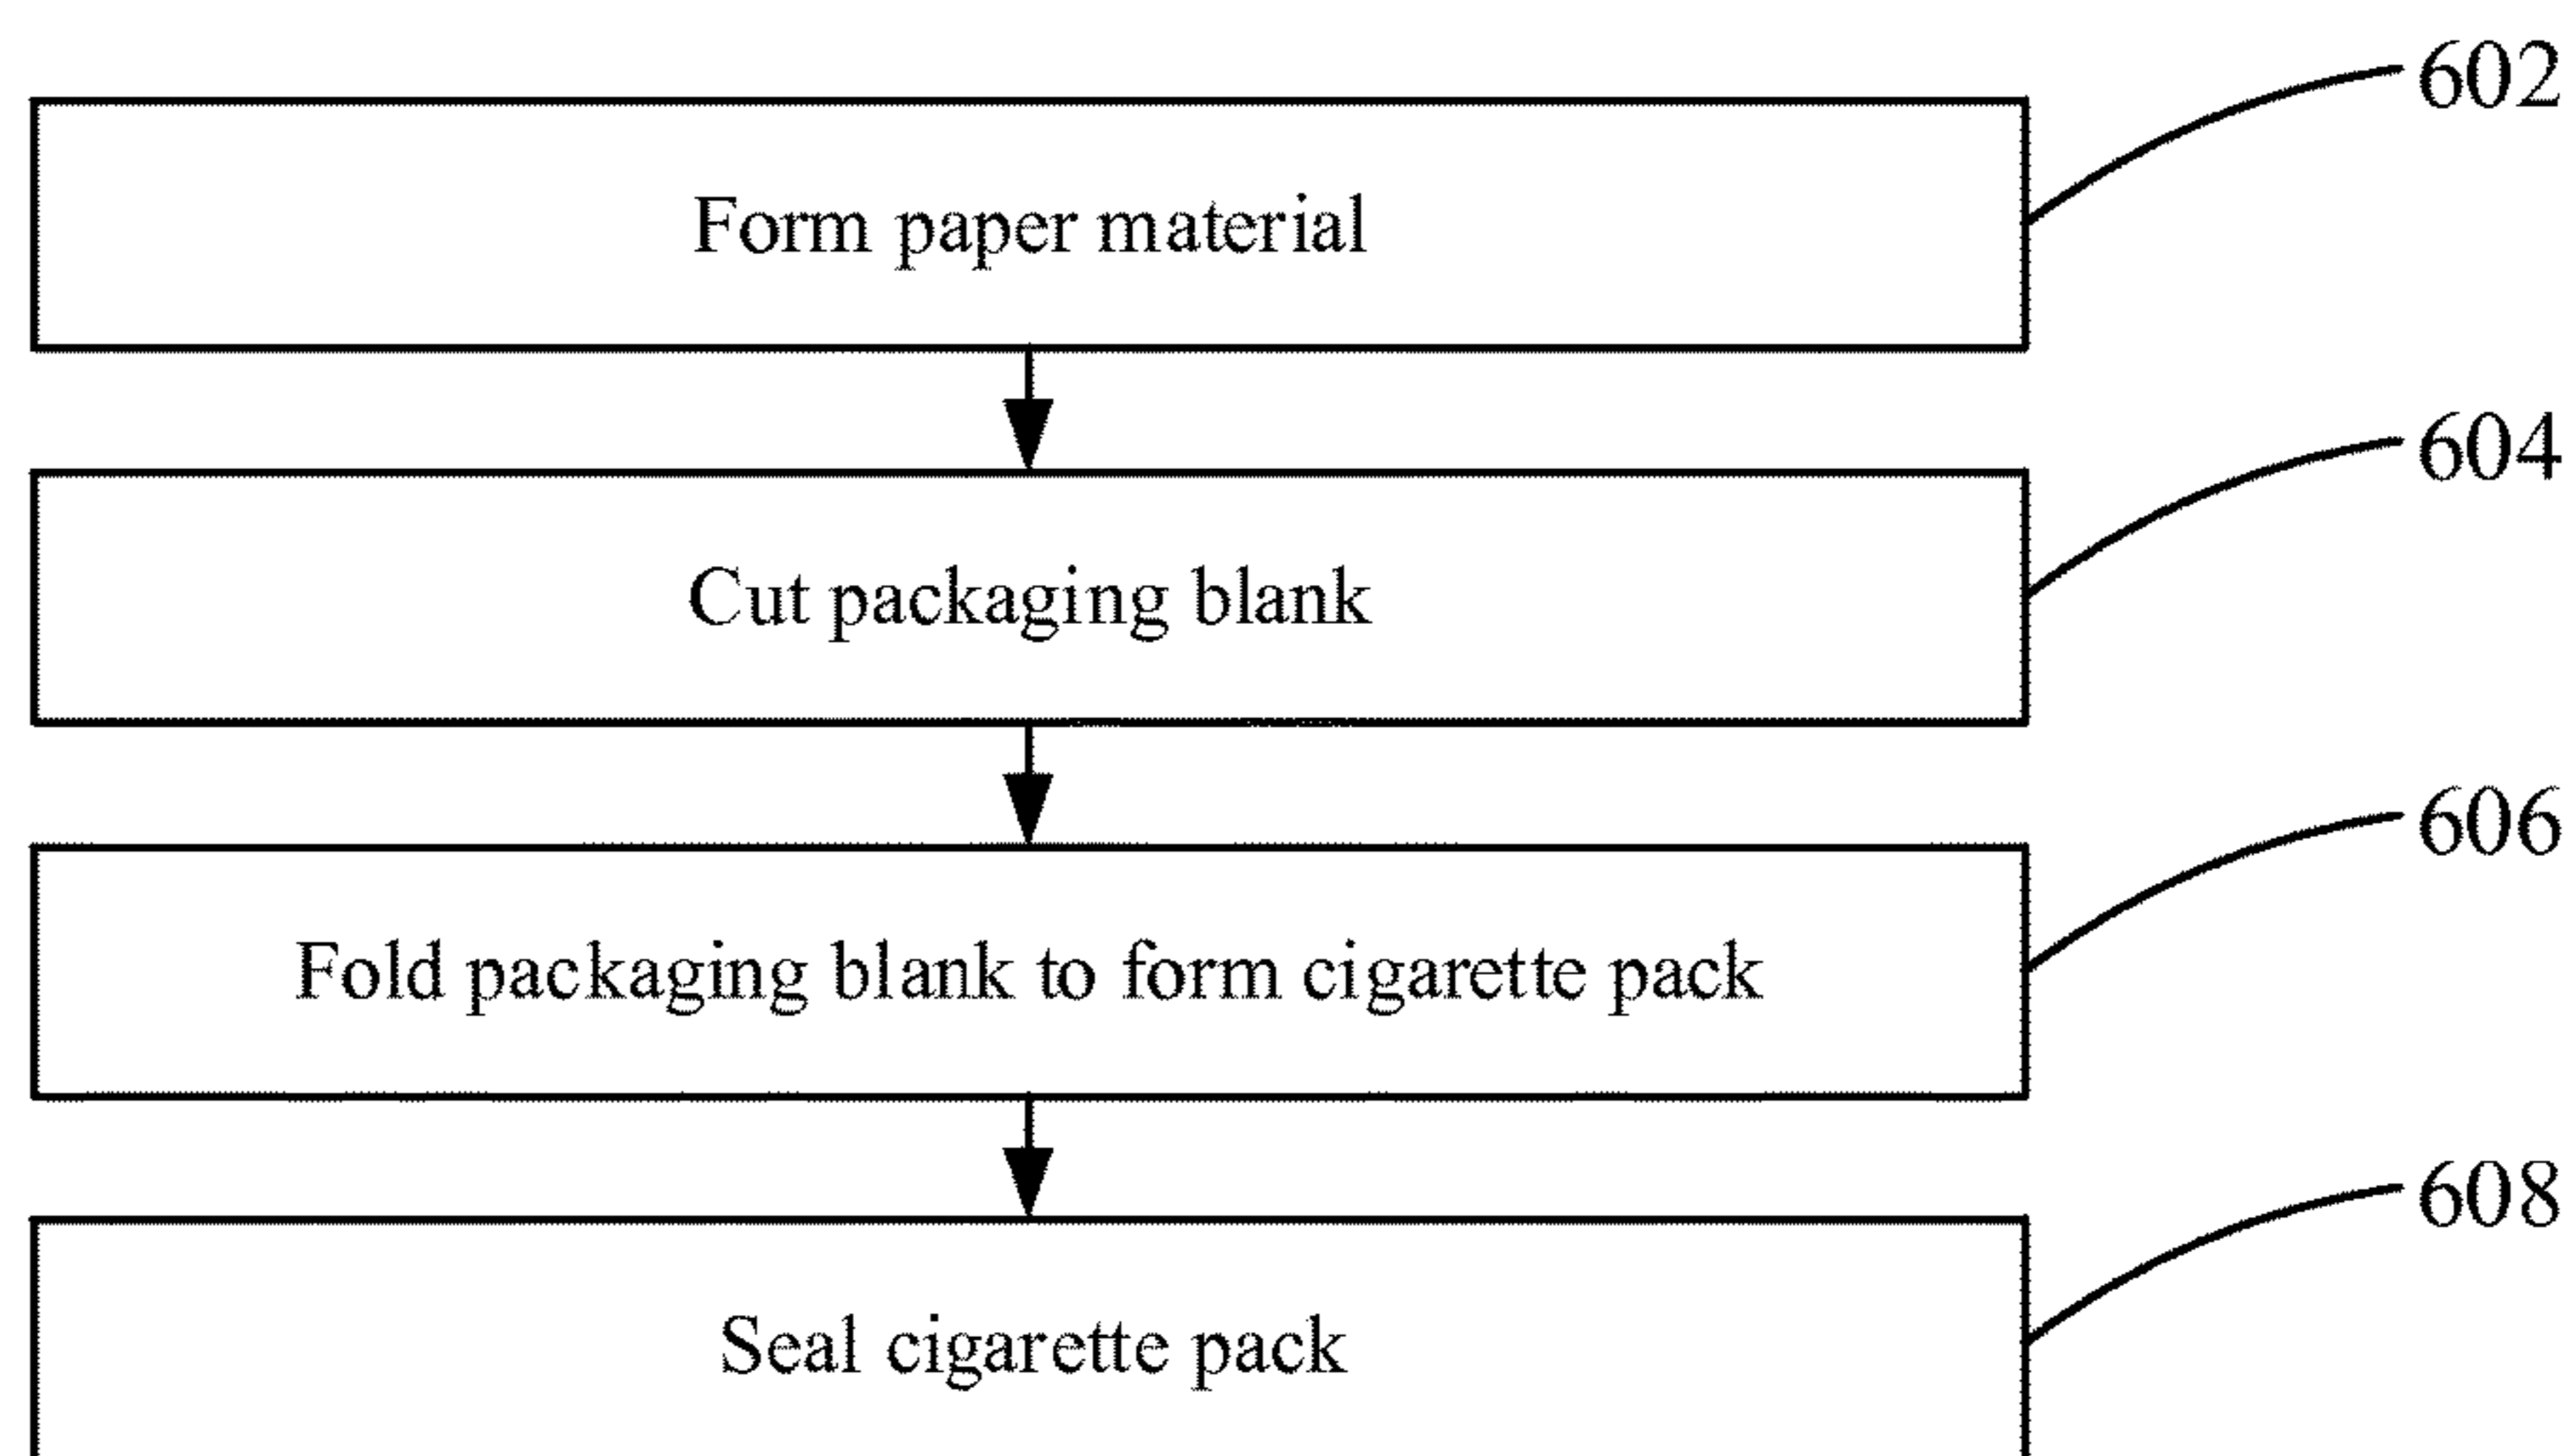 602
Form paper material
604
Cut packaging blank
606
Fold packaging blank to form cigarette pack
608
Seal cigarette pack